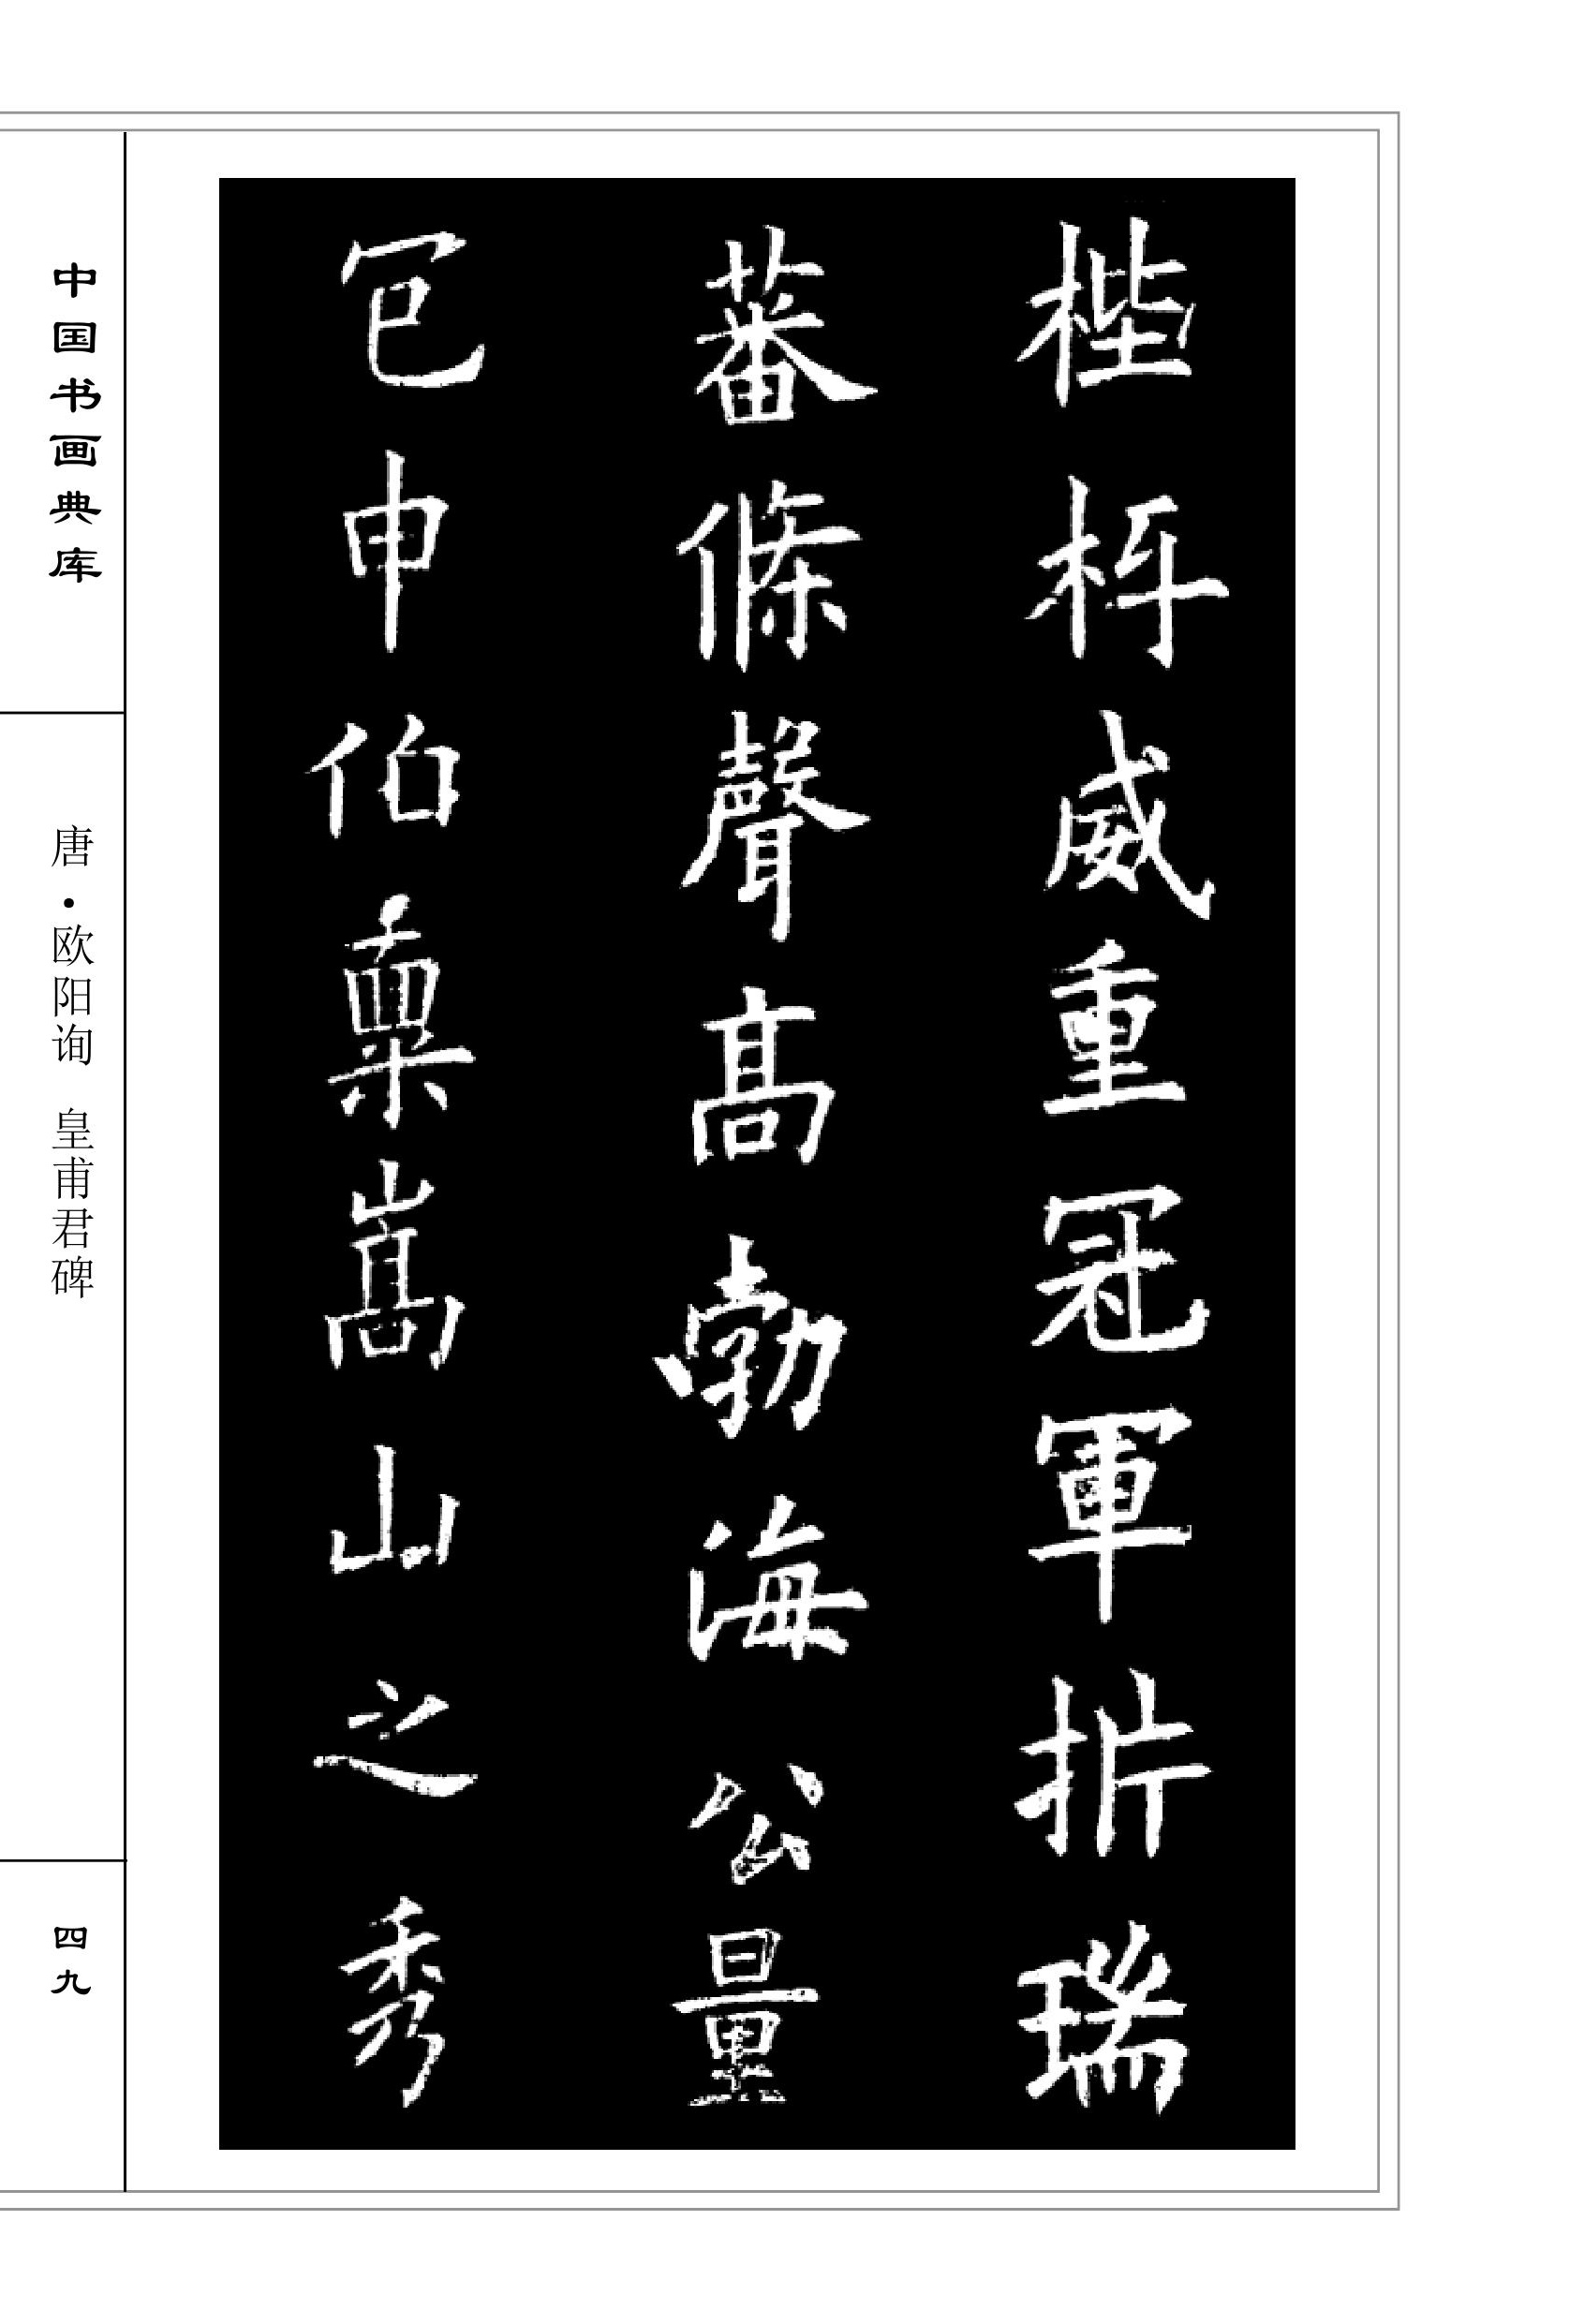 梐枑威重冠軍折瑞
蕃條聲高勃海公量
包申伯稟嵩山之秀
中国书画典库
唐·欧阳询 皇甫君碑
四九